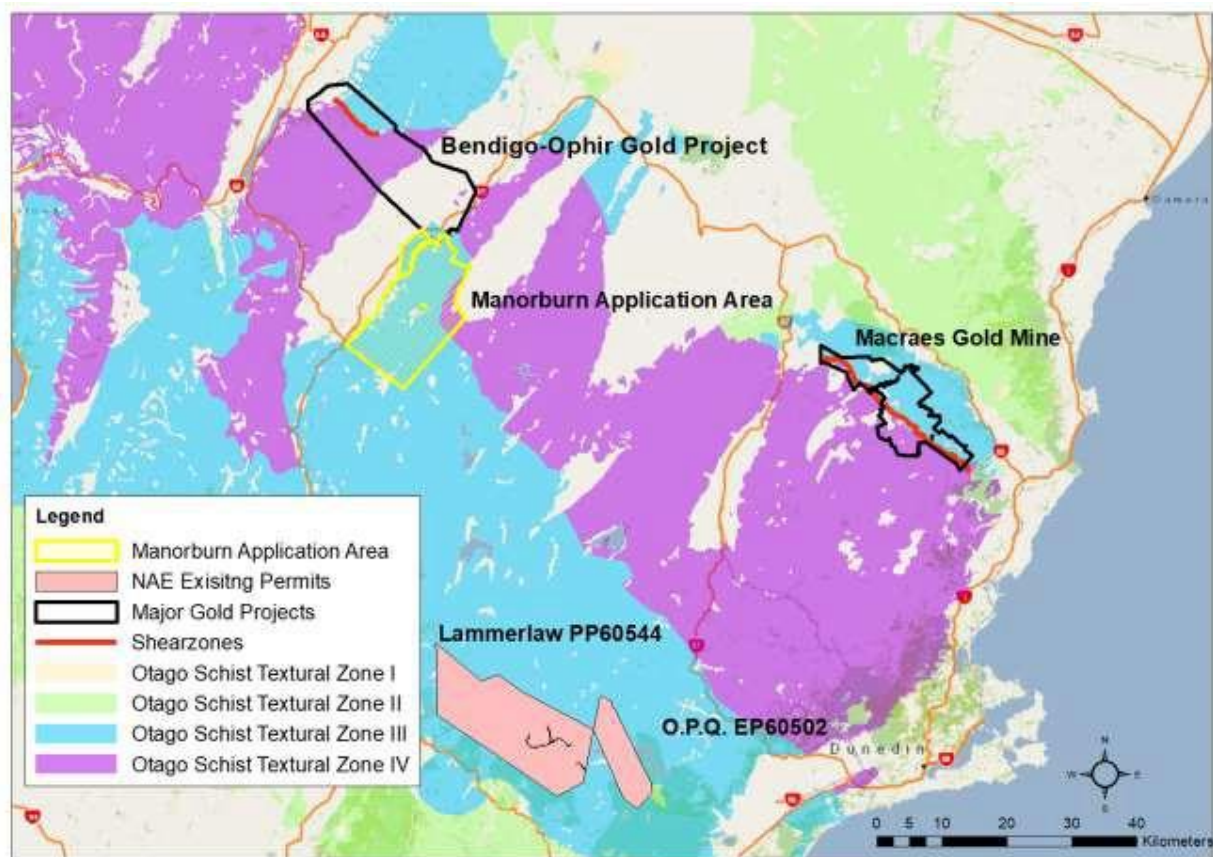 Bendigo-Ophir Gold Project
Manorburn Application Area
Macraes Gold Mine
Legend
Manorburn Application Area
NAE Exisitng Permits
Major Gold Projects
Shearzones
Otago Schist Textural Zone I
Otago Schist Textural Zone II
Otago Schist Textural Zone III
Otago Schist Textural Zone IV
Lammerlaw PP60544
O.P.Q. EP60502
Dunedin
N
W E
S
0 5 10 20 30 40
Kilometers